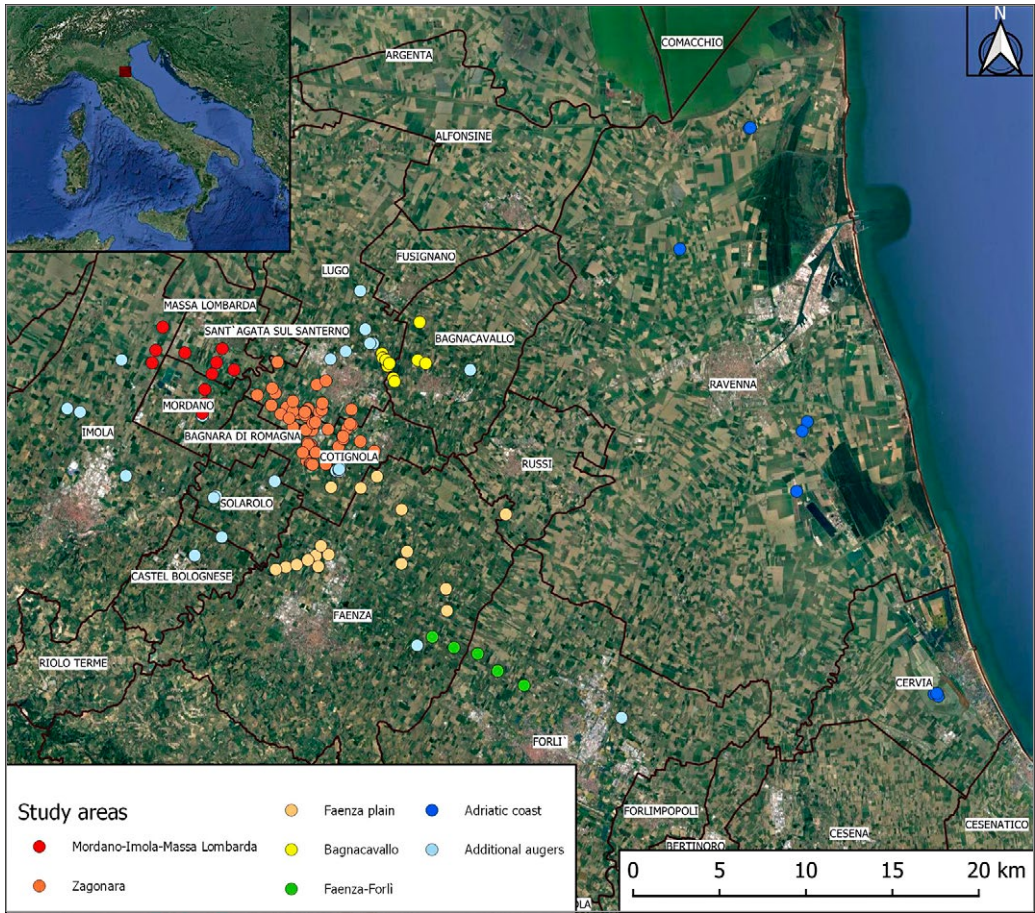 N
COMACCHIO
ARGENTA
ALFONSINE
FUSIGNANO
LUGO
MASSA LOMBARDA
SANT`AGATA SUL SANTERNO
BAGNACAVALLO
RAVENNA
MORDANO
IMOLA
BAGNARA DI ROMAGNA
COTIGNOLA
RUSSI
SOLAROLO
CASTEL BOLOGNESE
FAENZA
RIOLO TERME
CERVIA
FORLI`
FORLIMPOPOLI
CESENATICO
CESENA
BERTINORO
Study areas
Mordano-Imola-Massa Lombarda
Zagonara
Faenza plain
Bagnacavallo
Faenza-Forlì
Adriatic coast
Additional augers
0 5 10 15 20 km